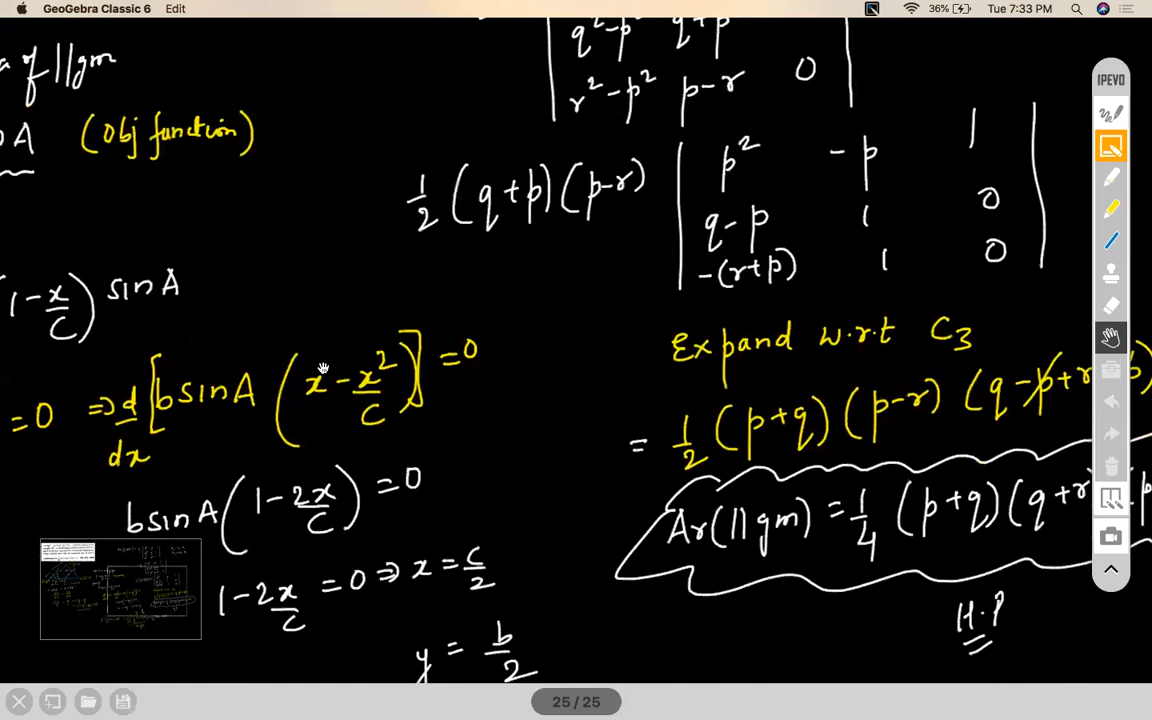 GeoGebra Classic 6 Edit 36% Tue 7:33 PM
IPEVO
a of ||gm
A (Obj function)
(1 - x/c) sin A
= 0 ⇒ d/dx [b sin A (x - x²/c)] = 0
b sin A (1 - 2x/c) = 0
1 - 2x/c = 0 ⇒ x = c/2
y = b/2
q² - p² q + p
r² - p² p - r 0
1/2 (q + p)(p - r) | p² - p 1 |
q - p 1 0
-(r + p) 1 0
Expand w.r.t C₃
= 1/2 (p + q)(p - r)(q - p + r
Ar(||gm) = 1/4 (p + q)(q + r)
H.P
25 / 25